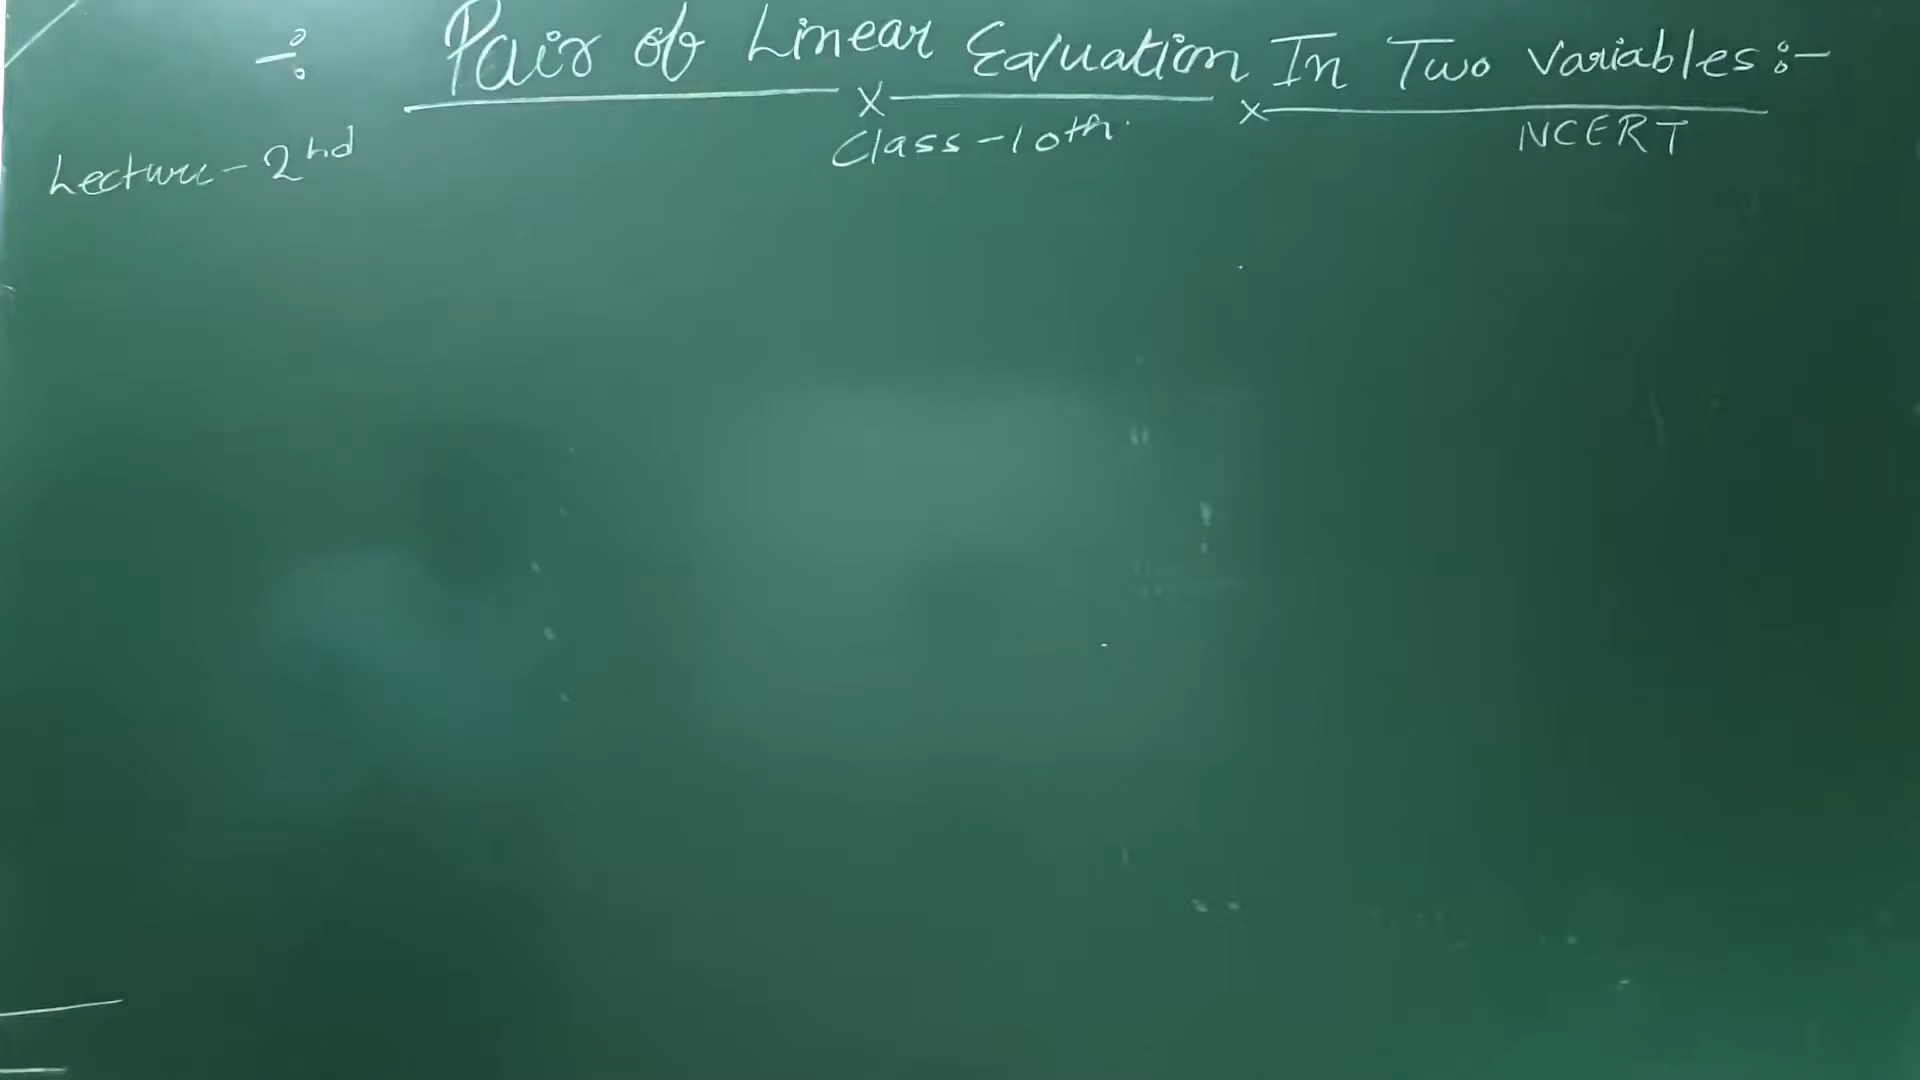 ÷ Pair of Linear Equation In Two Variables :-
Class-10th.
NCERT
Lecture-2nd